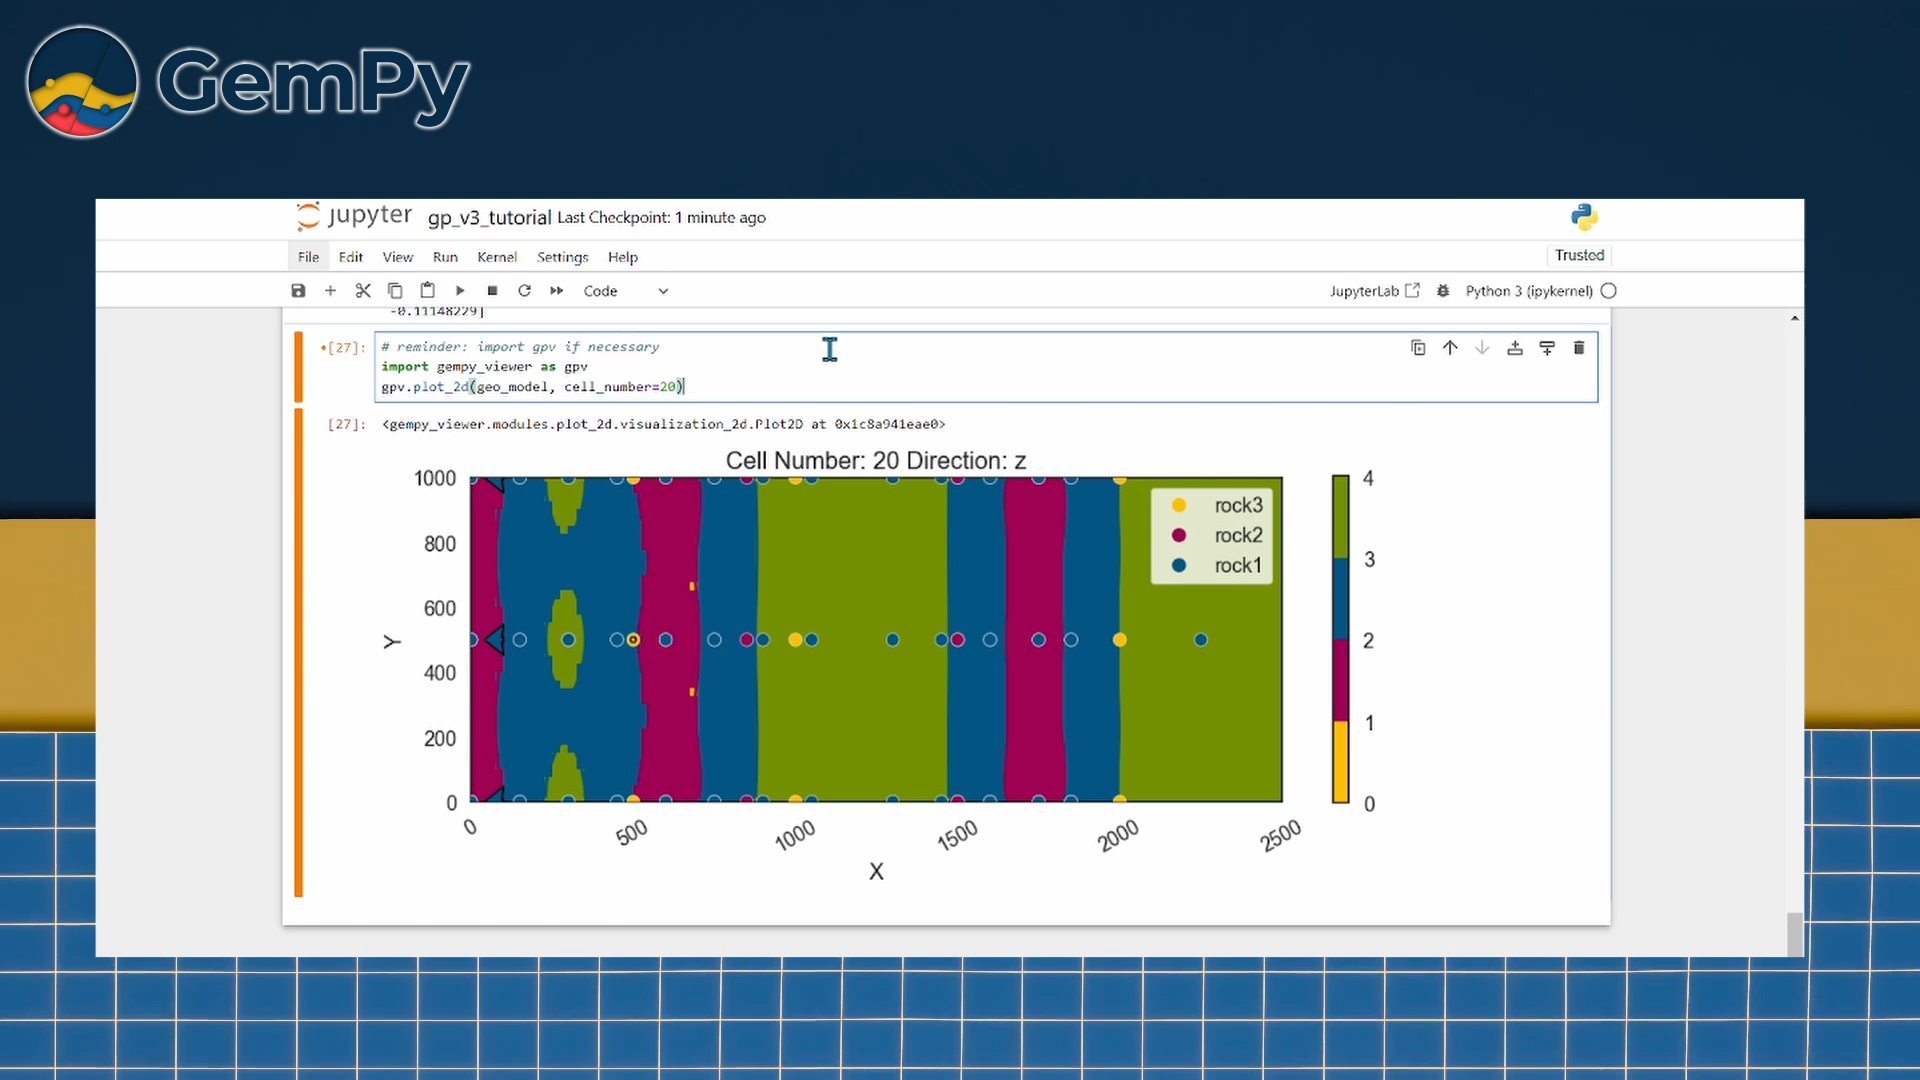 GemPy
jupyter gp_v3_tutorial Last Checkpoint: 1 minute ago
File Edit View Run Kernel Settings Help Trusted
Code JupyterLab Python 3 (ipykernel)
-0.11148229]
[27]: # reminder: import gpv if necessary
import gempy_viewer as gpv
gpv.plot_2d(geo_model, cell_number=20)
[27]: <gempy_viewer.modules.plot_2d.visualization_2d.Plot2D at 0x1c8a941eae0>
Cell Number: 20 Direction: z
1000
800
600
400
200
0
Y
0 500 1000 1500 2000 2500
X
rock3
rock2
rock1
4
3
2
1
0